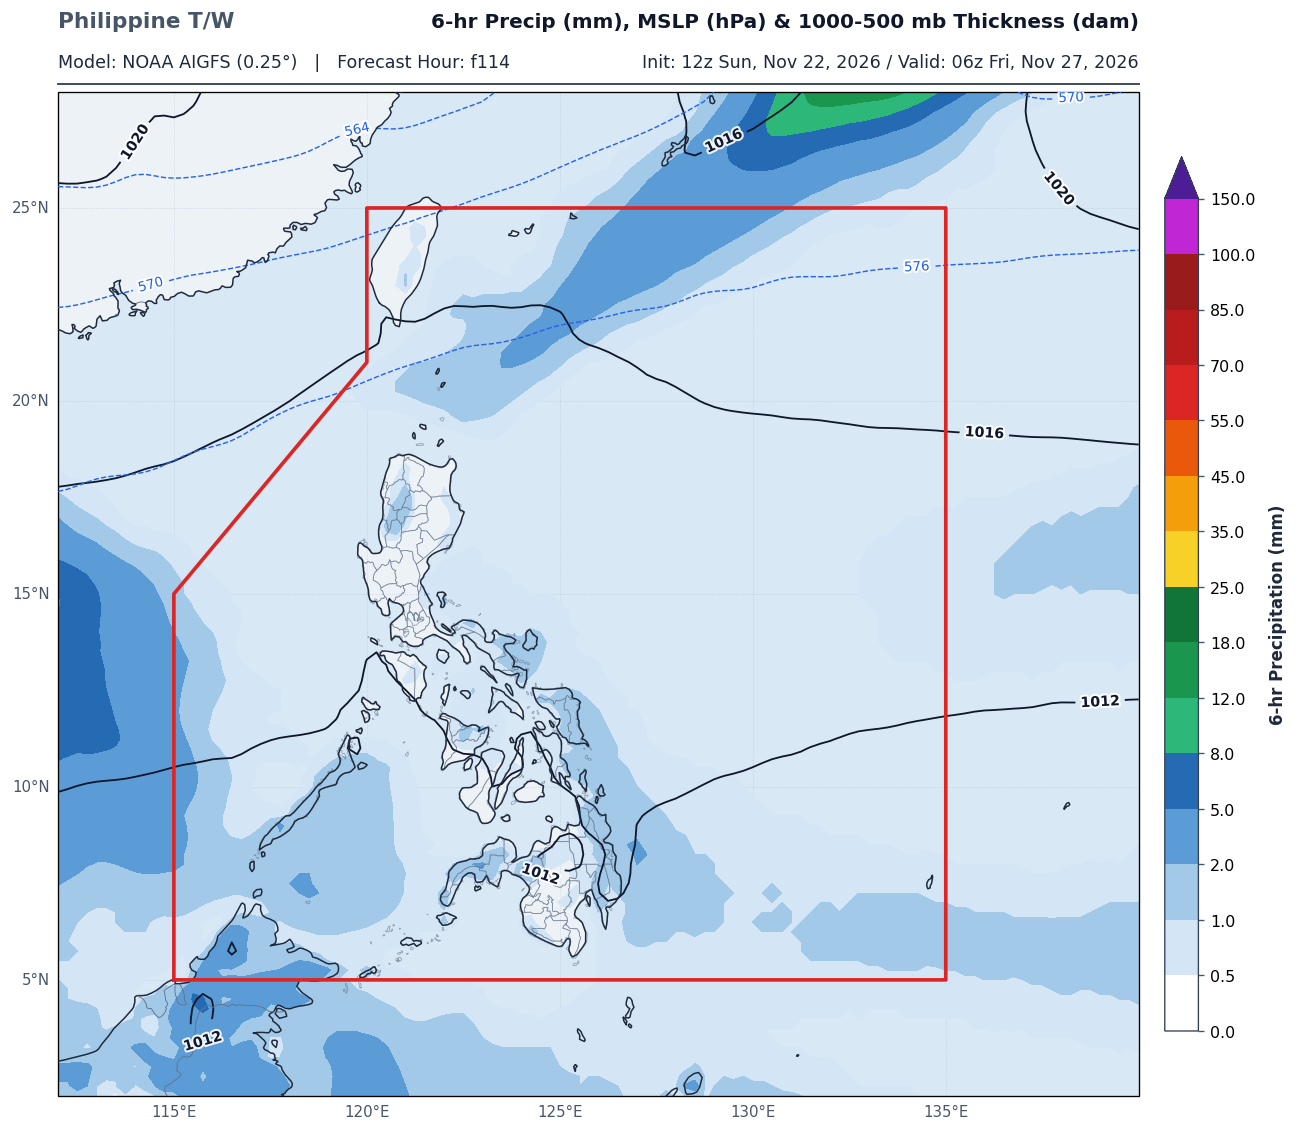 Philippine T/W
6-hr Precip (mm), MSLP (hPa) & 1000-500 mb Thickness (dam)
Model: NOAA AIGFS (0.25°) | Forecast Hour: f114
Init: 12z Sun, Nov 22, 2026 / Valid: 06z Fri, Nov 27, 2026
570
564
1020
1016
1020
25°N
576
570
20°N
1016
15°N
1012
10°N
1012
5°N
1012
115°E
120°E
125°E
130°E
135°E
150.0
100.0
85.0
70.0
55.0
45.0
35.0
25.0
18.0
12.0
8.0
5.0
2.0
1.0
0.5
0.0
6-hr Precipitation (mm)